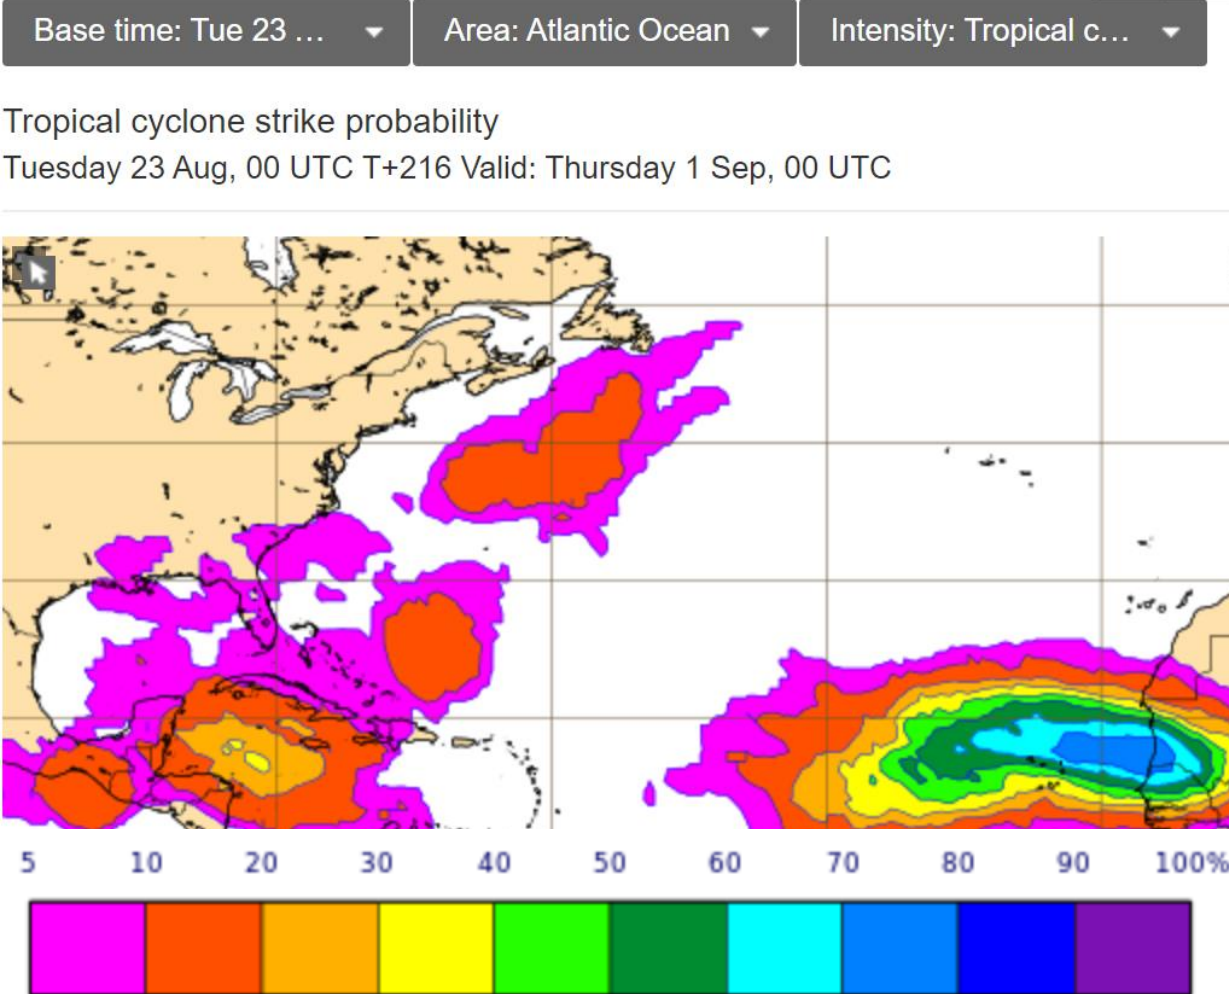 Base time: Tue 23 ... Area: Atlantic Ocean Intensity: Tropical c...
Tropical cyclone strike probability
Tuesday 23 Aug, 00 UTC T+216 Valid: Thursday 1 Sep, 00 UTC
5 10 20 30 40 50 60 70 80 90 100%